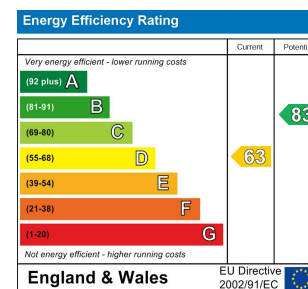 Energy Efficiency Rating
Current
Very energy efficient - lower running costs
(92 plus) A
(81-91) B
(69-80) C
(55-68) D
(39-54) E
(21-38) F
(1-20) G
63
83
Not energy efficient - higher running costs
England & Wales
EU Directive
2002/91/EC